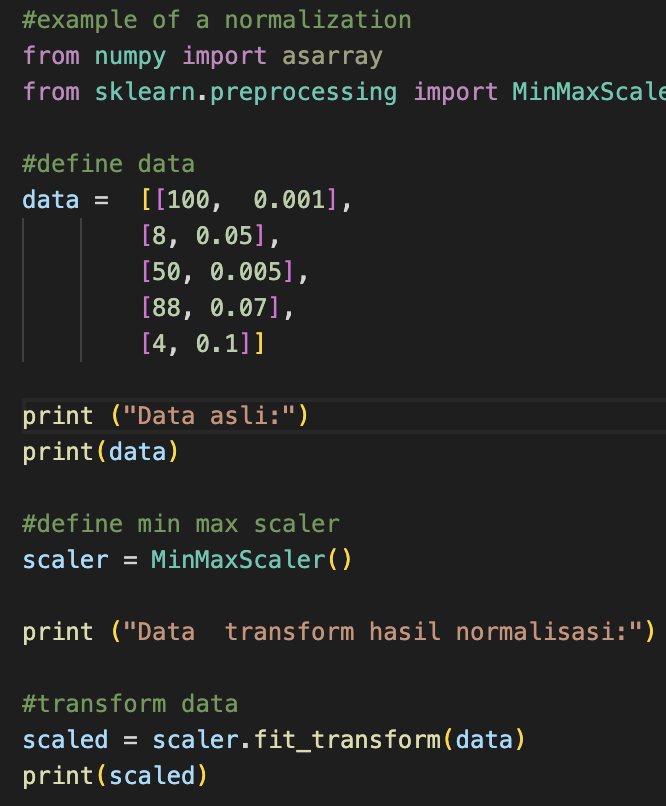 #example of a normalization
from numpy import asarray
from sklearn.preprocessing import MinMaxScale
#define data
data =  [[100,  0.001],
[8, 0.05],
[50, 0.005],
[88, 0.07],
[4, 0.1]]
print ("Data asli:")
print(data)
#define min max scaler
scaler = MinMaxScaler()
print ("Data  transform hasil normalisasi:")
#transform data
scaled = scaler.fit_transform(data)
print(scaled)